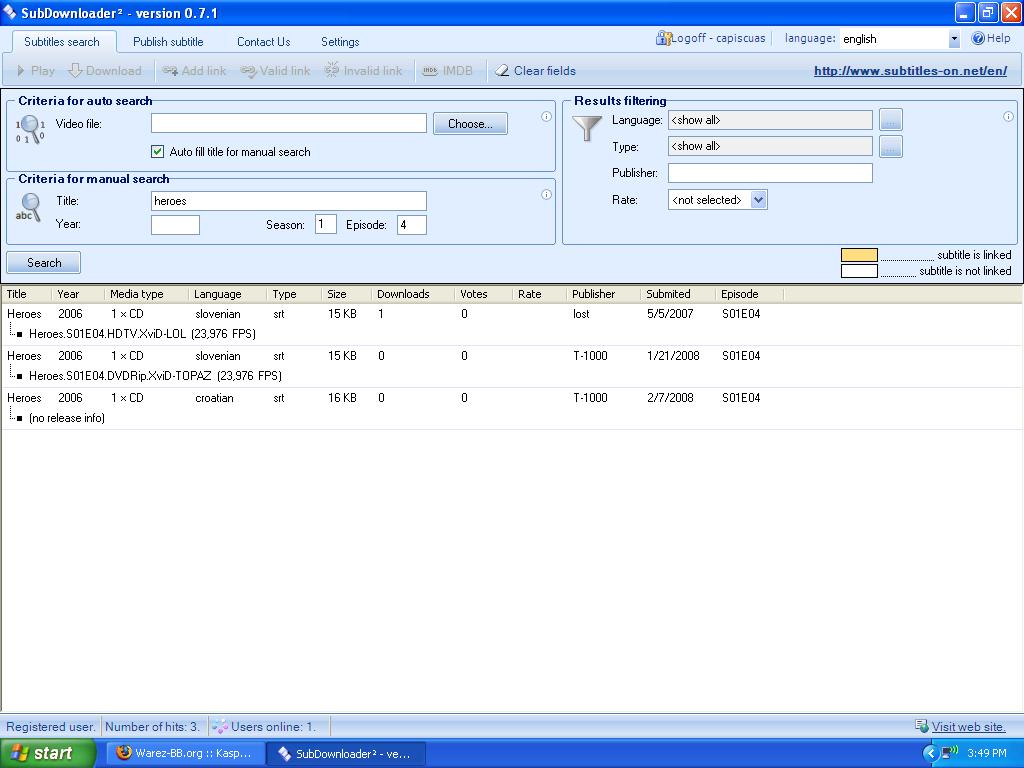 SubDownloader² - version 0.7.1
Subtitles search Publish subtitle Contact Us Settings Logoff - capiscuas language: english Help
Play Download Add link Valid link Invalid link IMDB Clear fields http://www.subtitles-on.net/en/
Criteria for auto search
Video file: Choose...
Auto fill title for manual search
Criteria for manual search
Title: heroes
Year: Season: 1 Episode: 4
Results filtering
Language: <show all> ...
Type: <show all> ...
Publisher:
Rate: <not selected>
Search
subtitle is linked
subtitle is not linked
Title Year Media type Language Type Size Downloads Votes Rate Publisher Submited Episode
Heroes 2006 1 × CD slovenian srt 15 KB 1 0 lost 5/5/2007 S01E04
Heroes.S01E04.HDTV.XviD-LOL (23,976 FPS)
Heroes 2006 1 × CD slovenian srt 15 KB 0 0 T-1000 1/21/2008 S01E04
Heroes.S01E04.DVDRip.XviD-TOPAZ (23,976 FPS)
Heroes 2006 1 × CD croatian srt 16 KB 0 0 T-1000 2/7/2008 S01E04
(no release info)
Registered user. Number of hits: 3. Users online: 1. Visit web site.
start Warez-BB.org :: Kasp... SubDownloader² - ve... 3:49 PM